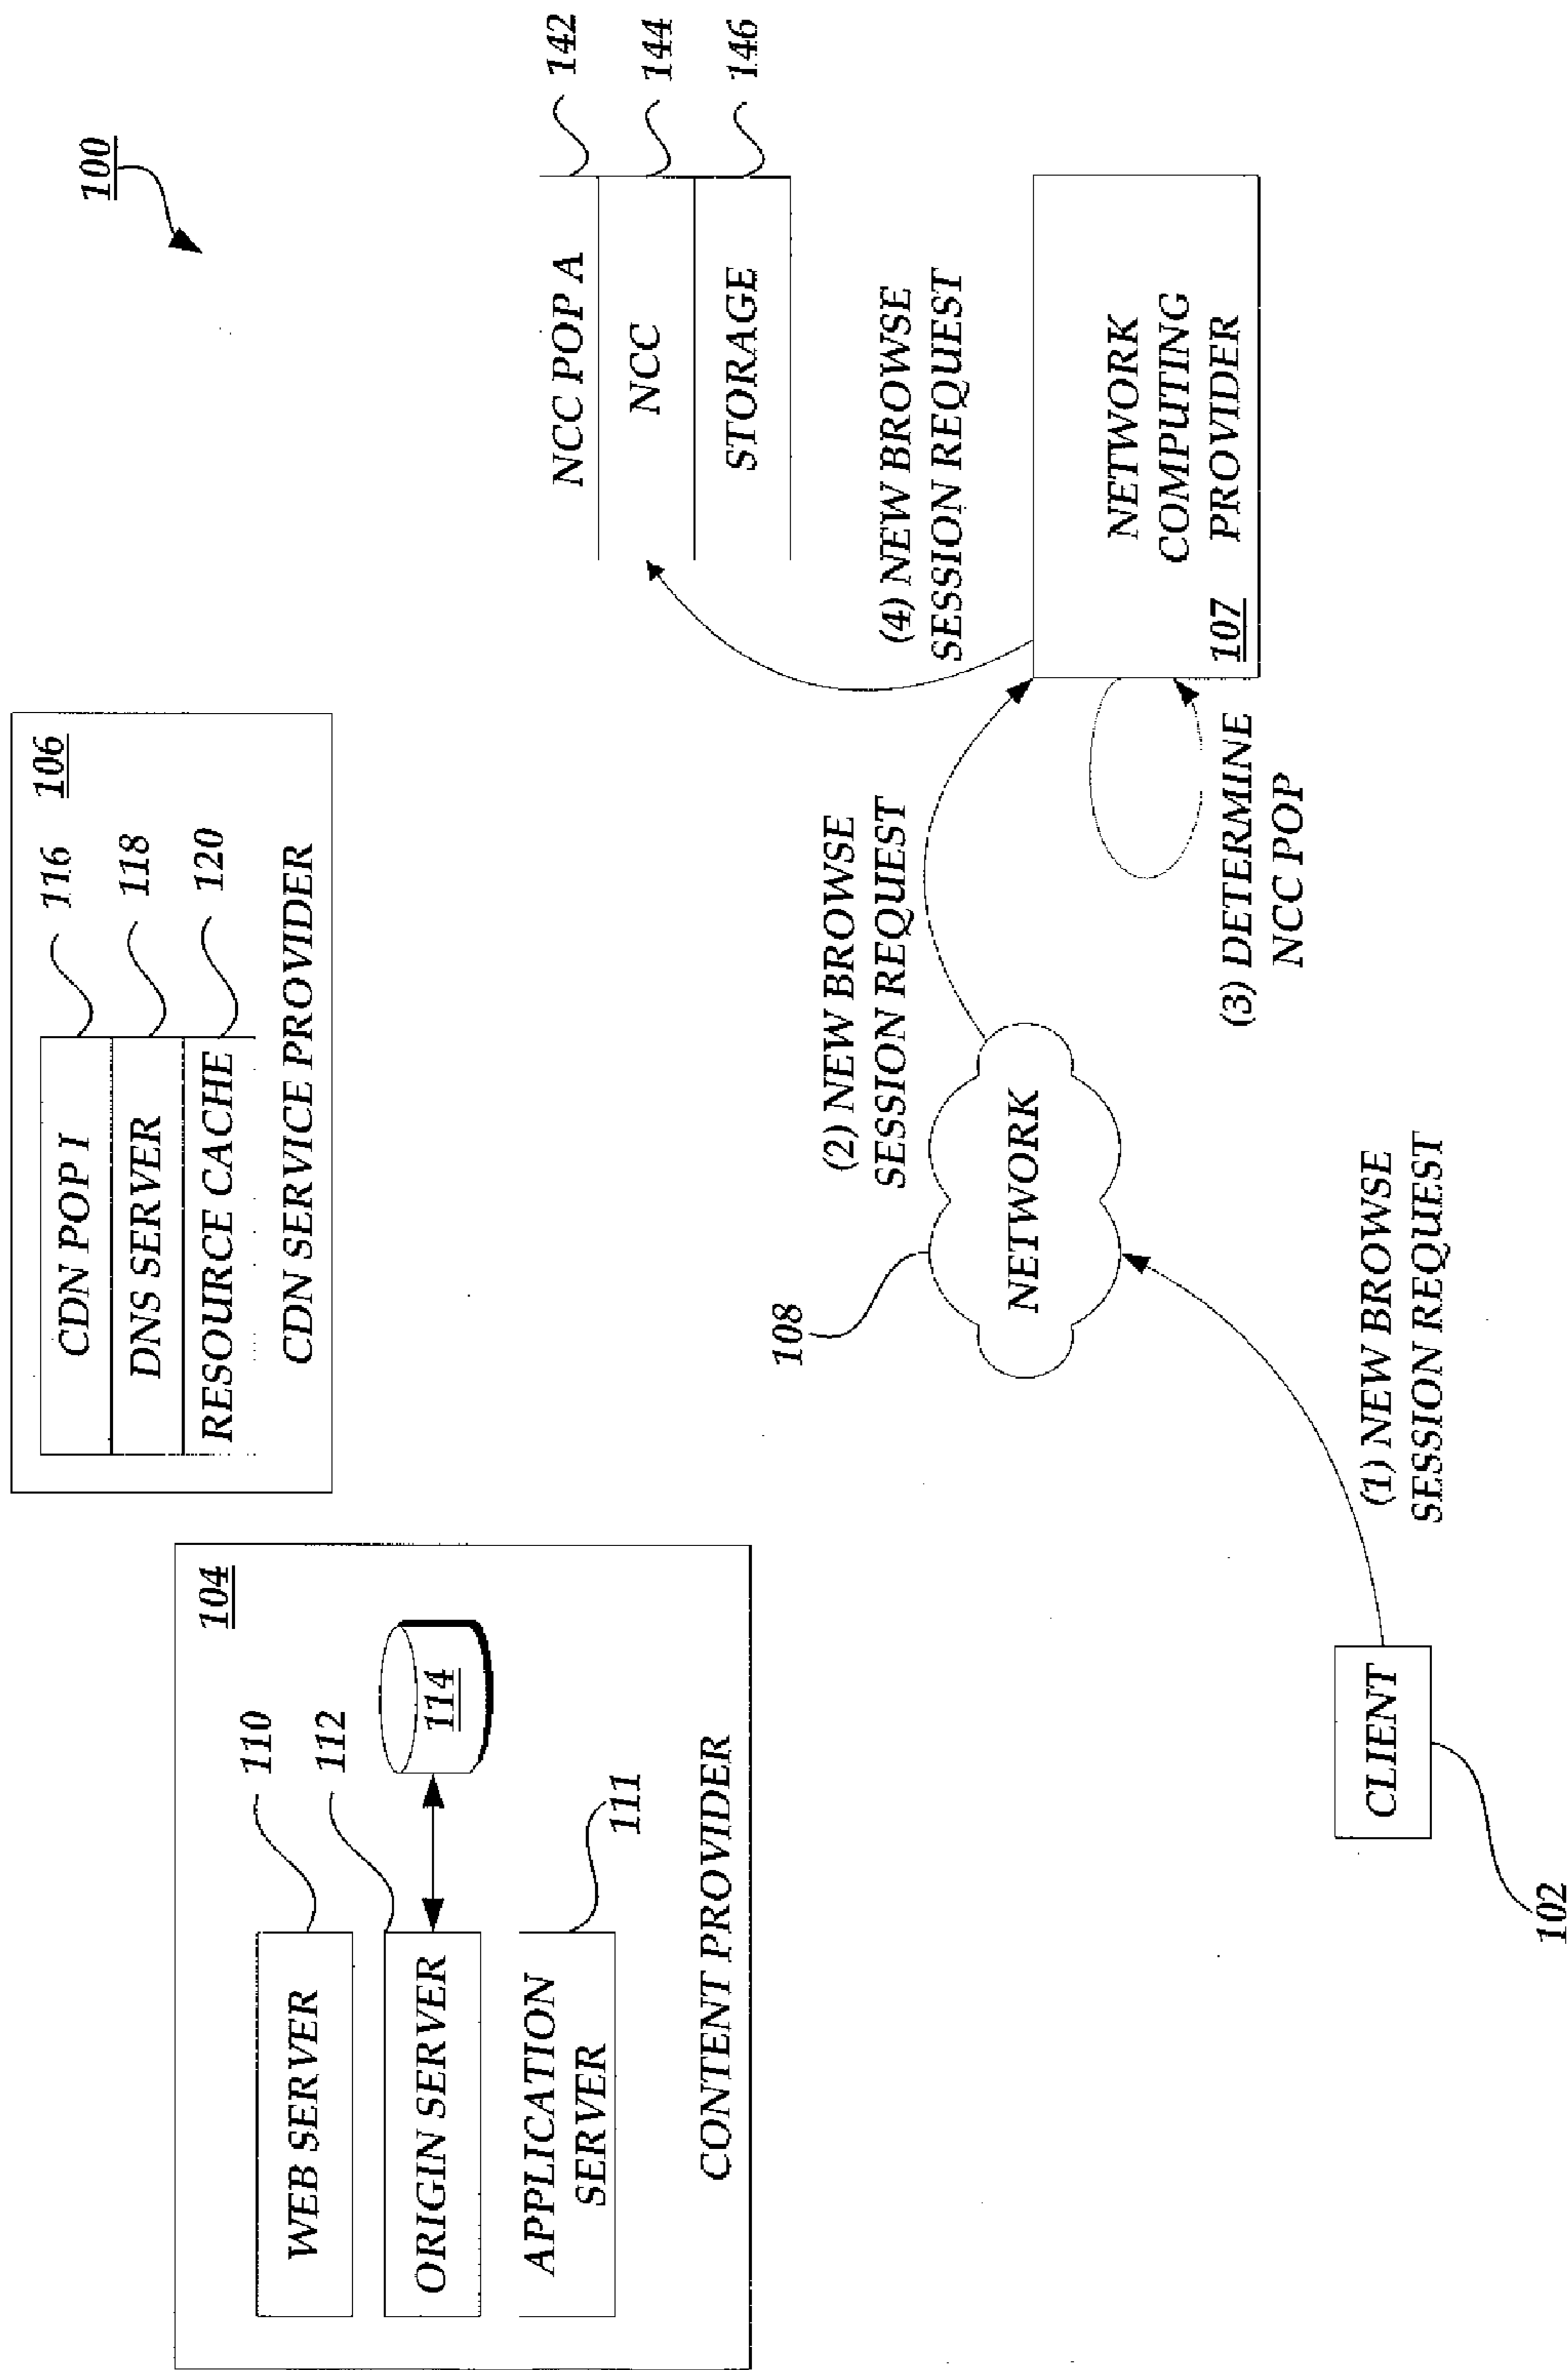 100
104
WEB SERVER
110
ORIGIN SERVER
112
114
APPLICATION
SERVER
111
CONTENT PROVIDER
106
CDN POP I
116
DNS SERVER
118
RESOURCE CACHE
120
CDN SERVICE PROVIDER
NCC POP A
142
NCC
144
STORAGE
146
108
NETWORK
(2) NEW BROWSE
SESSION REQUEST
(4) NEW BROWSE
SESSION REQUEST
NETWORK
COMPUTING
PROVIDER
107
(3) DETERMINE
NCC POP
CLIENT
102
(1) NEW BROWSE
SESSION REQUEST